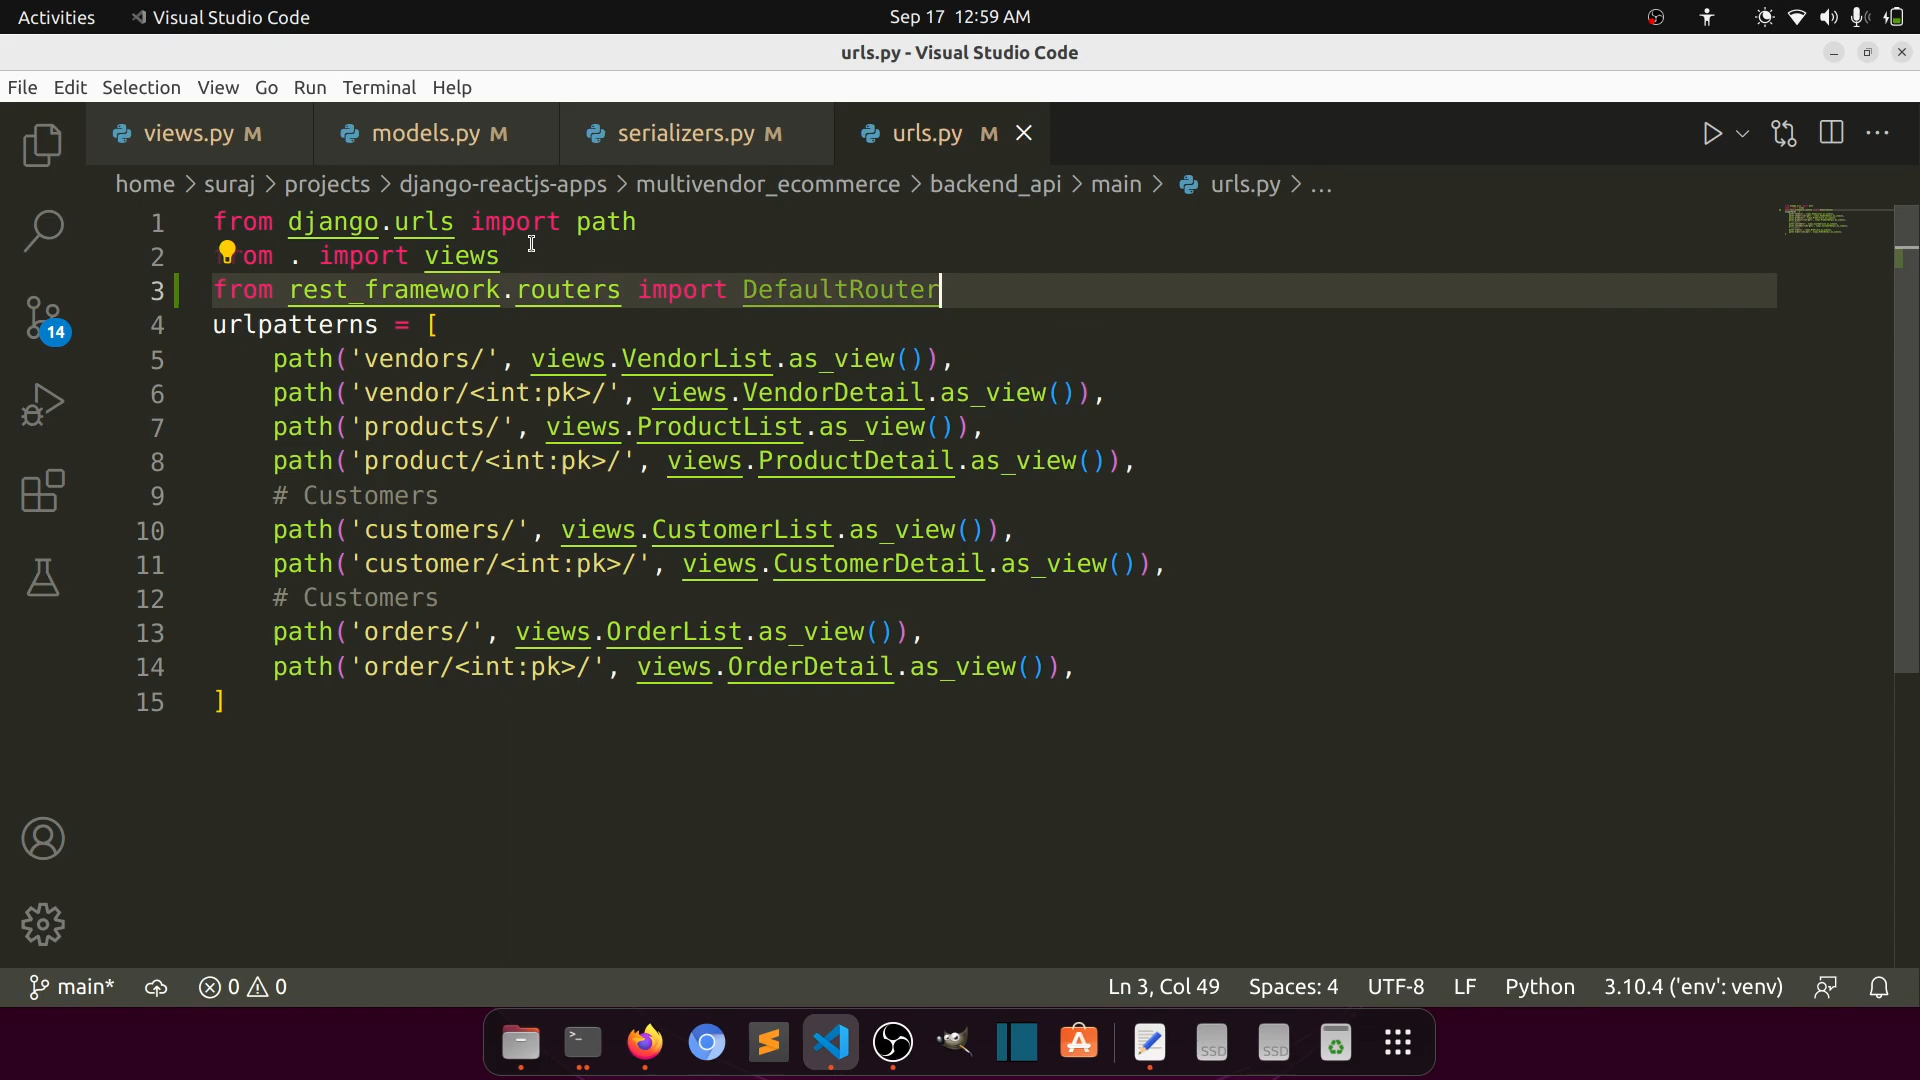 Activities Visual Studio Code Sep 17 12:59 AM
urls.py - Visual Studio Code
File Edit Selection View Go Run Terminal Help
views.py M models.py M serializers.py M urls.py M
home > suraj > projects > django-reactjs-apps > multivendor_ecommerce > backend_api > main > urls.py > ...
1 from django.urls import path
2 from . import views
3 from rest_framework.routers import DefaultRouter
4 urlpatterns = [
5 path('vendors/', views.VendorList.as_view()),
6 path('vendor/<int:pk>/', views.VendorDetail.as_view()),
7 path('products/', views.ProductList.as_view()),
8 path('product/<int:pk>/', views.ProductDetail.as_view()),
9 # Customers
10 path('customers/', views.CustomerList.as_view()),
11 path('customer/<int:pk>/', views.CustomerDetail.as_view()),
12 # Customers
13 path('orders/', views.OrderList.as_view()),
14 path('order/<int:pk>/', views.OrderDetail.as_view()),
15 ]
14
main* 0 0 Ln 3, Col 49 Spaces: 4 UTF-8 LF Python 3.10.4 ('env': venv)
SSD SSD